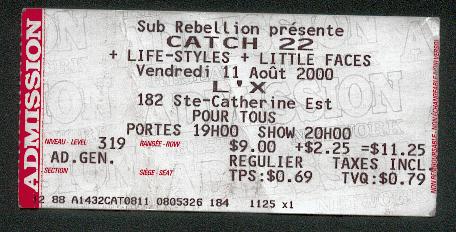 ADMISSION
Sub Rebellion présente
CATCH 22
+ LIFE-STYLES + LITTLE FACES
Vendredi 11 Août 2000
L'X
182 Ste-Catherine Est
POUR TOUS
PORTES 19H00 SHOW 20H00
NIVEAU - LEVEL 319 RANGÉE - ROW $9.00 +$2.25 =$11.25
AD.GEN. REGULIER TAXES INCL
SECTION SIÈGE - SEAT TPS:$0.69 TVQ:$0.79
12 88 A1432CAT0811 0805326 184 1125 x1